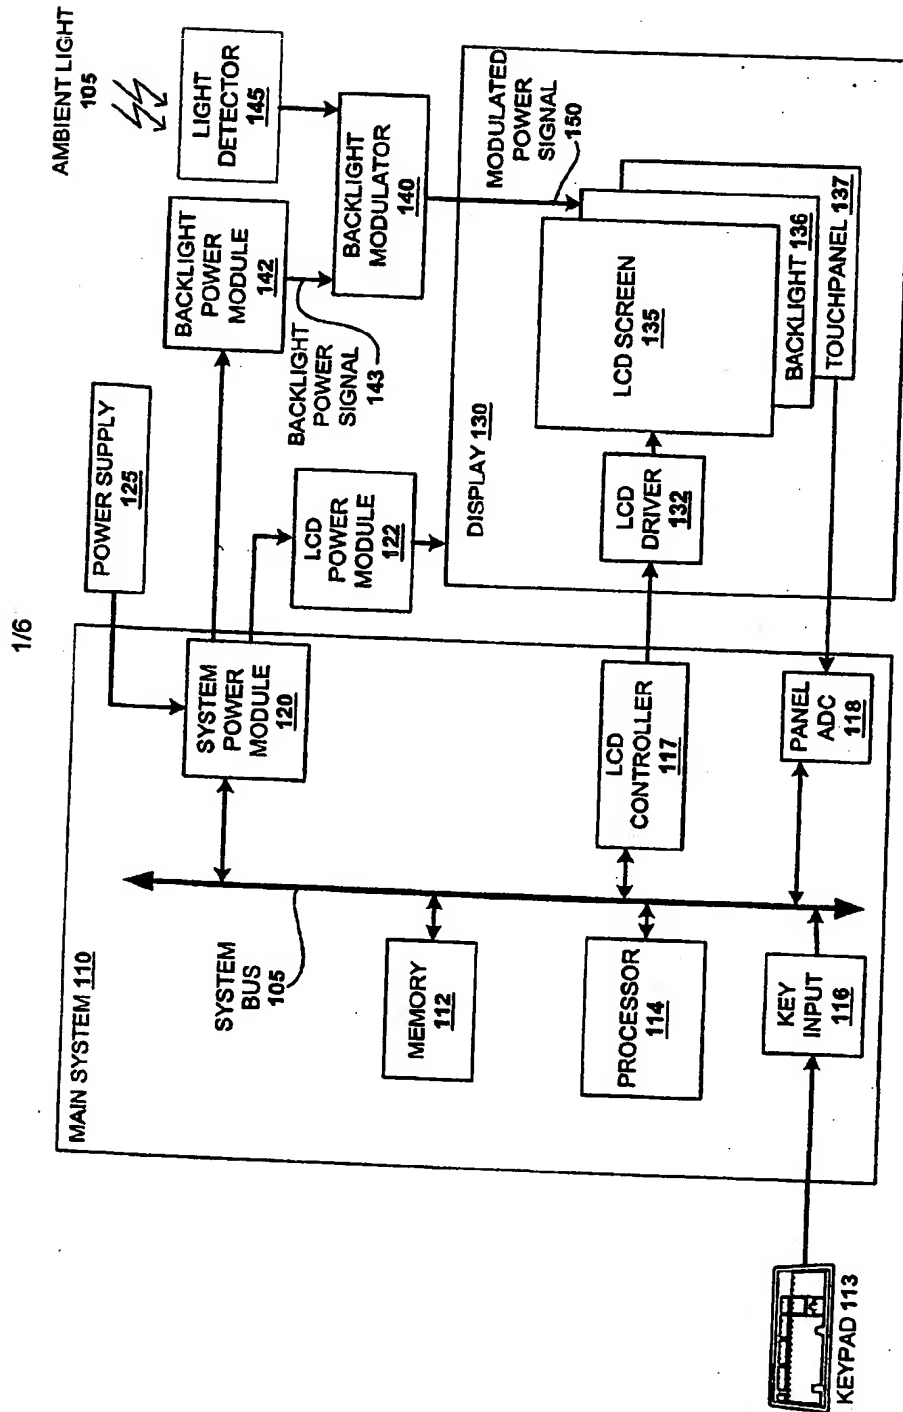 1/6
MAIN SYSTEM 110
SYSTEM
BUS
105
MEMORY
112
PROCESSOR
114
KEY
INPUT
116
KEYPAD 113
SYSTEM
POWER
MODULE
120
LCD
CONTROLLER
117
PANEL
ADC
118
POWER SUPPLY
125
LCD
POWER
MODULE
122
BACKLIGHT
POWER
MODULE
142
BACKLIGHT
POWER
SIGNAL
143
AMBIENT LIGHT
105
LIGHT
DETECTOR
145
BACKLIGHT
MODULATOR
140
MODULATED
POWER
SIGNAL
150
DISPLAY 130
LCD
DRIVER
132
LCD SCREEN
135
BACKLIGHT 136
TOUCHPANEL 137